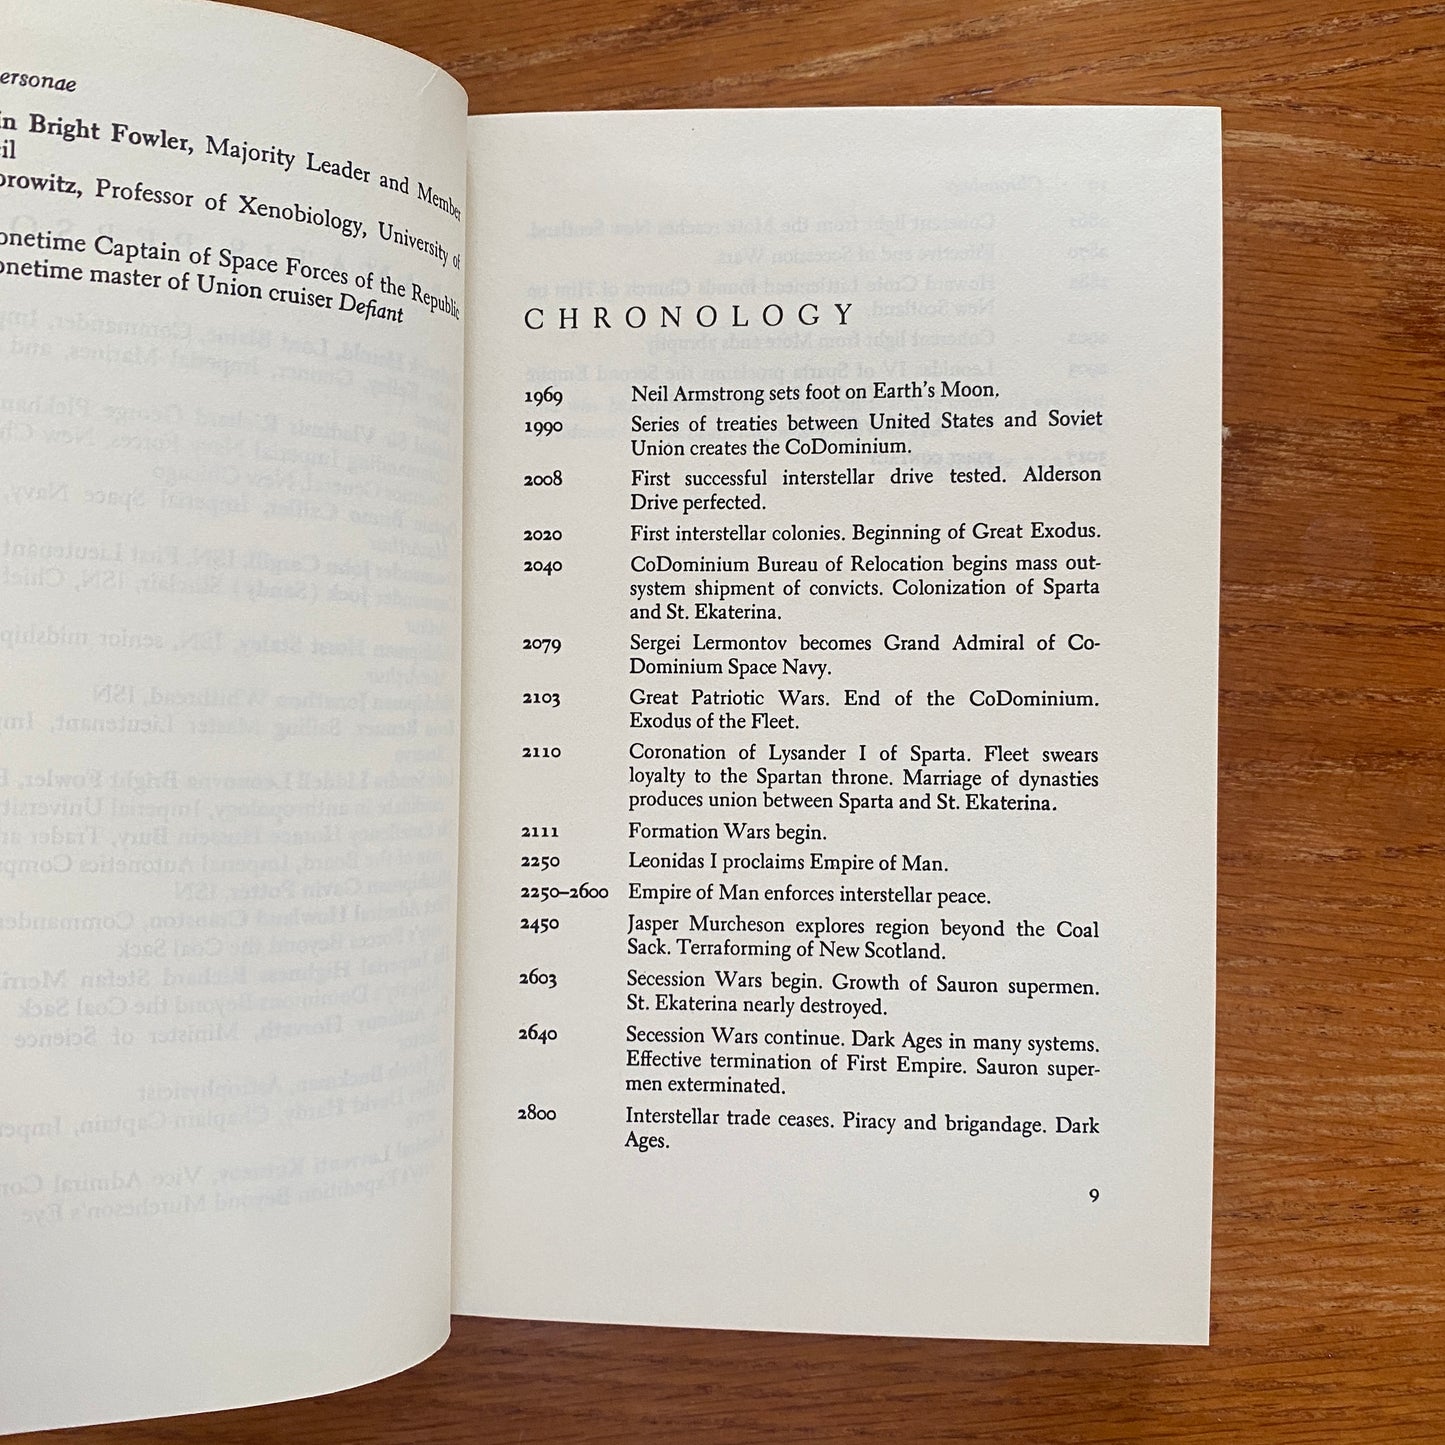 ersonae
in Bright Fowler, Majority Leader and Member
il
orowitz, Professor of Xenobiology, University of
onetime Captain of Space Forces of the Republic
onetime master of Union cruiser Defiant
CHRONOLOGY
1969 Neil Armstrong sets foot on Earth's Moon.
1990 Series of treaties between United States and Soviet
Union creates the CoDominium.
2008 First successful interstellar drive tested. Alderson
Drive perfected.
2020 First interstellar colonies. Beginning of Great Exodus.
2040 CoDominium Bureau of Relocation begins mass out-
system shipment of convicts. Colonization of Sparta
and St. Ekaterina.
2079 Sergei Lermontov becomes Grand Admiral of Co-
Dominium Space Navy.
2103 Great Patriotic Wars. End of the CoDominium.
Exodus of the Fleet.
2110 Coronation of Lysander I of Sparta. Fleet swears
loyalty to the Spartan throne. Marriage of dynasties
produces union between Sparta and St. Ekaterina.
2111 Formation Wars begin.
2250 Leonidas I proclaims Empire of Man.
2250–2600 Empire of Man enforces interstellar peace.
2450 Jasper Murcheson explores region beyond the Coal
Sack. Terraforming of New Scotland.
2603 Secession Wars begin. Growth of Sauron supermen.
St. Ekaterina nearly destroyed.
2640 Secession Wars continue. Dark Ages in many systems.
Effective termination of First Empire. Sauron super-
men exterminated.
2800 Interstellar trade ceases. Piracy and brigandage. Dark
Ages.
9